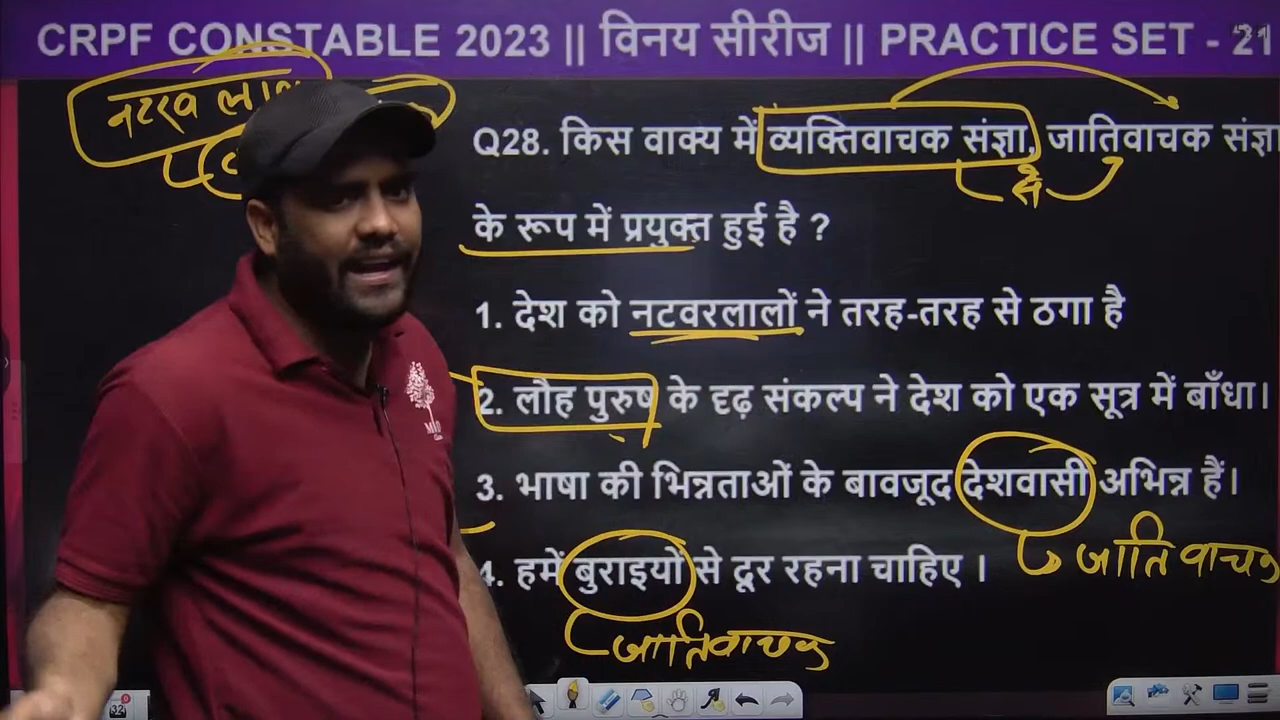 CRPF CONSTABLE 2023 || विनय सीरीज || PRACTICE SET - 21
Q28. किस वाक्य में व्यक्तिवाचक संज्ञा, जातिवाचक संज्ञा
से
के रूप में प्रयुक्त हुई है ?
1. देश को नटवरलालों ने तरह-तरह से ठगा है
2. लौह पुरुष के दृढ़ संकल्प ने देश को एक सूत्र में बाँधा।
3. भाषा की भिन्नताओं के बावजूद देशवासी अभिन्न हैं।
जातिवाचक
4. हमें बुराइयों से दूर रहना चाहिए ।
जातिवाचक